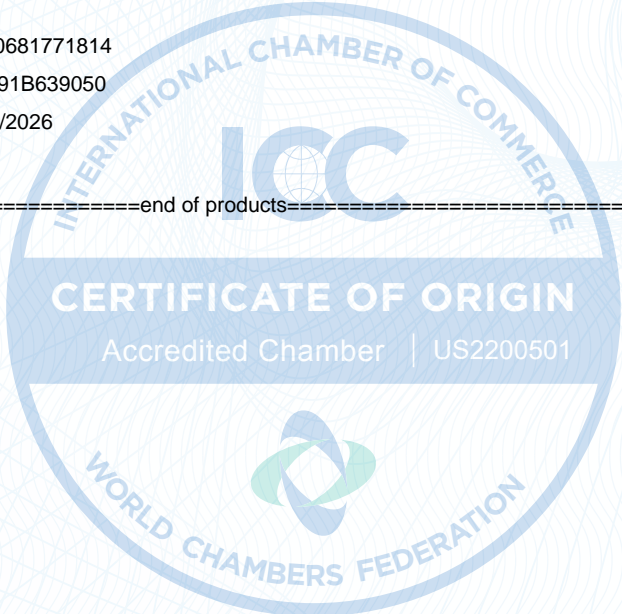 0681771814
91B639050
/2026
============end of products===========================
INTERNATIONAL CHAMBER OF COMMERCE
ICC
CERTIFICATE OF ORIGIN
Accredited Chamber | US2200501
WORLD CHAMBERS FEDERATION